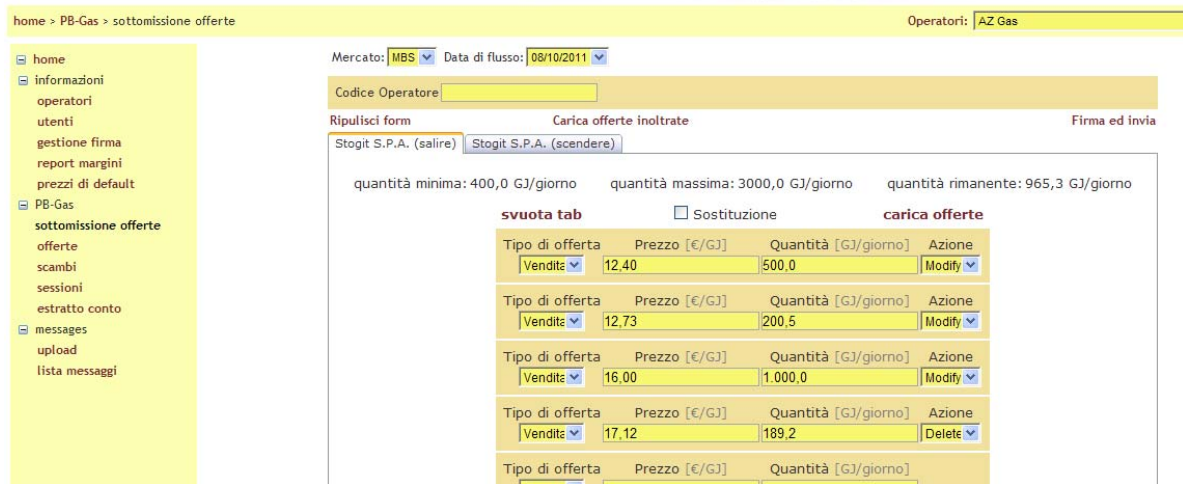 home > PB-Gas > sottomissione offerte Operatori: AZ Gas
home
informazioni
operatori
utenti
gestione firma
report margini
prezzi di default
PB-Gas
sottomissione offerte
offerte
scambi
sessioni
estratto conto
messages
upload
lista messaggi
Mercato: MBS Data di flusso: 08/10/2011
Codice Operatore
Ripulisci form Carica offerte inoltrate Firma ed invia
Stogit S.P.A. (salire) Stogit S.P.A. (scendere)
quantità minima: 400,0 GJ/giorno quantità massima: 3000,0 GJ/giorno quantità rimanente: 965,3 GJ/giorno
svuota tab Sostituzione carica offerte
Tipo di offerta Prezzo [€/GJ] Quantità [GJ/giorno] Azione
Vendita 12,40 500,0 Modify
Tipo di offerta Prezzo [€/GJ] Quantità [GJ/giorno] Azione
Vendita 12,73 200,5 Modify
Tipo di offerta Prezzo [€/GJ] Quantità [GJ/giorno] Azione
Vendita 16,00 1.000,0 Modify
Tipo di offerta Prezzo [€/GJ] Quantità [GJ/giorno] Azione
Vendita 17,12 189,2 Delete
Tipo di offerta Prezzo [€/GJ] Quantità [GJ/giorno]